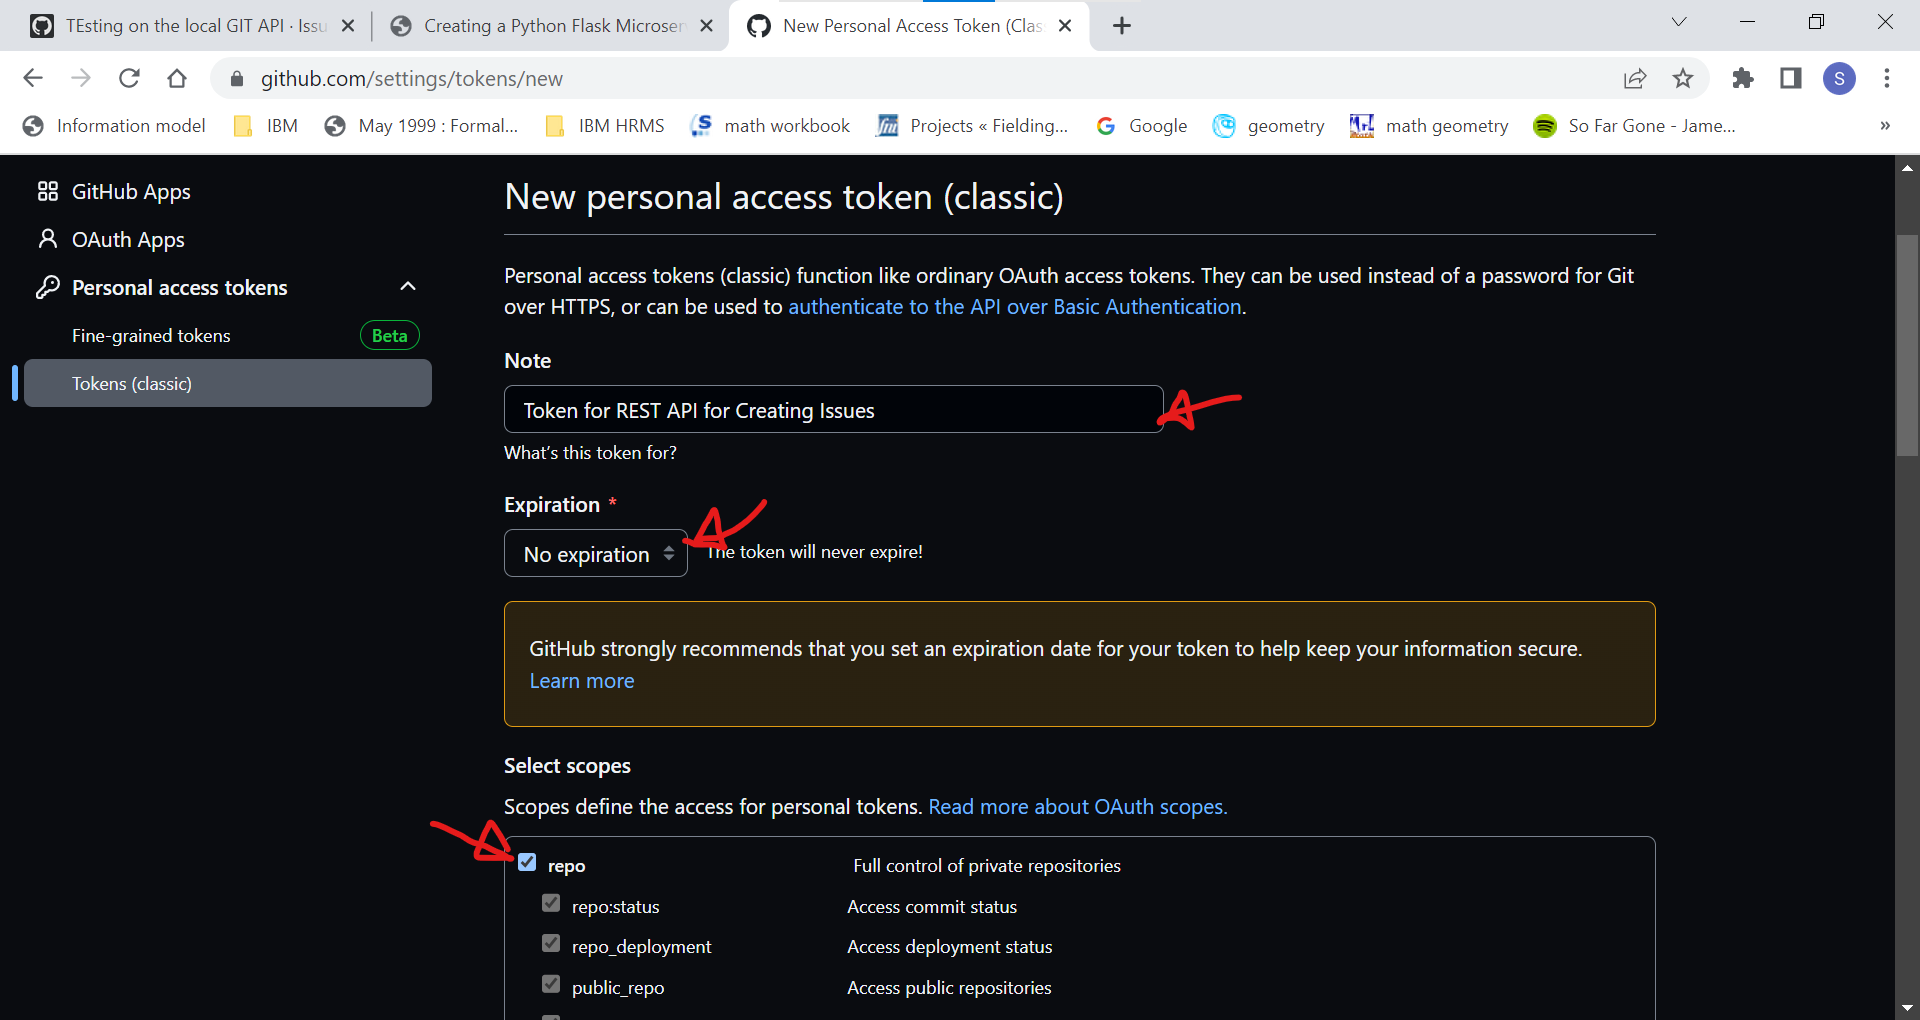 TEsting on the local GIT API · Issu
Creating a Python Flask Microser
New Personal Access Token (Clas
github.com/settings/tokens/new
S
Information model
IBM
May 1999 : Formal...
IBM HRMS
math workbook
Projects « Fielding...
Google
geometry
math geometry
So Far Gone - Jame...
»
GitHub Apps
OAuth Apps
Personal access tokens
Fine-grained tokens
Beta
Tokens (classic)
New personal access token (classic)
Personal access tokens (classic) function like ordinary OAuth access tokens. They can be used instead of a password for Git
over HTTPS, or can be used to authenticate to the API over Basic Authentication.
Note
Token for REST API for Creating Issues
What's this token for?
Expiration *
No expiration
The token will never expire!
GitHub strongly recommends that you set an expiration date for your token to help keep your information secure.
Learn more
Select scopes
Scopes define the access for personal tokens. Read more about OAuth scopes.
repo Full control of private repositories
repo:status Access commit status
repo_deployment Access deployment status
public_repo Access public repositories